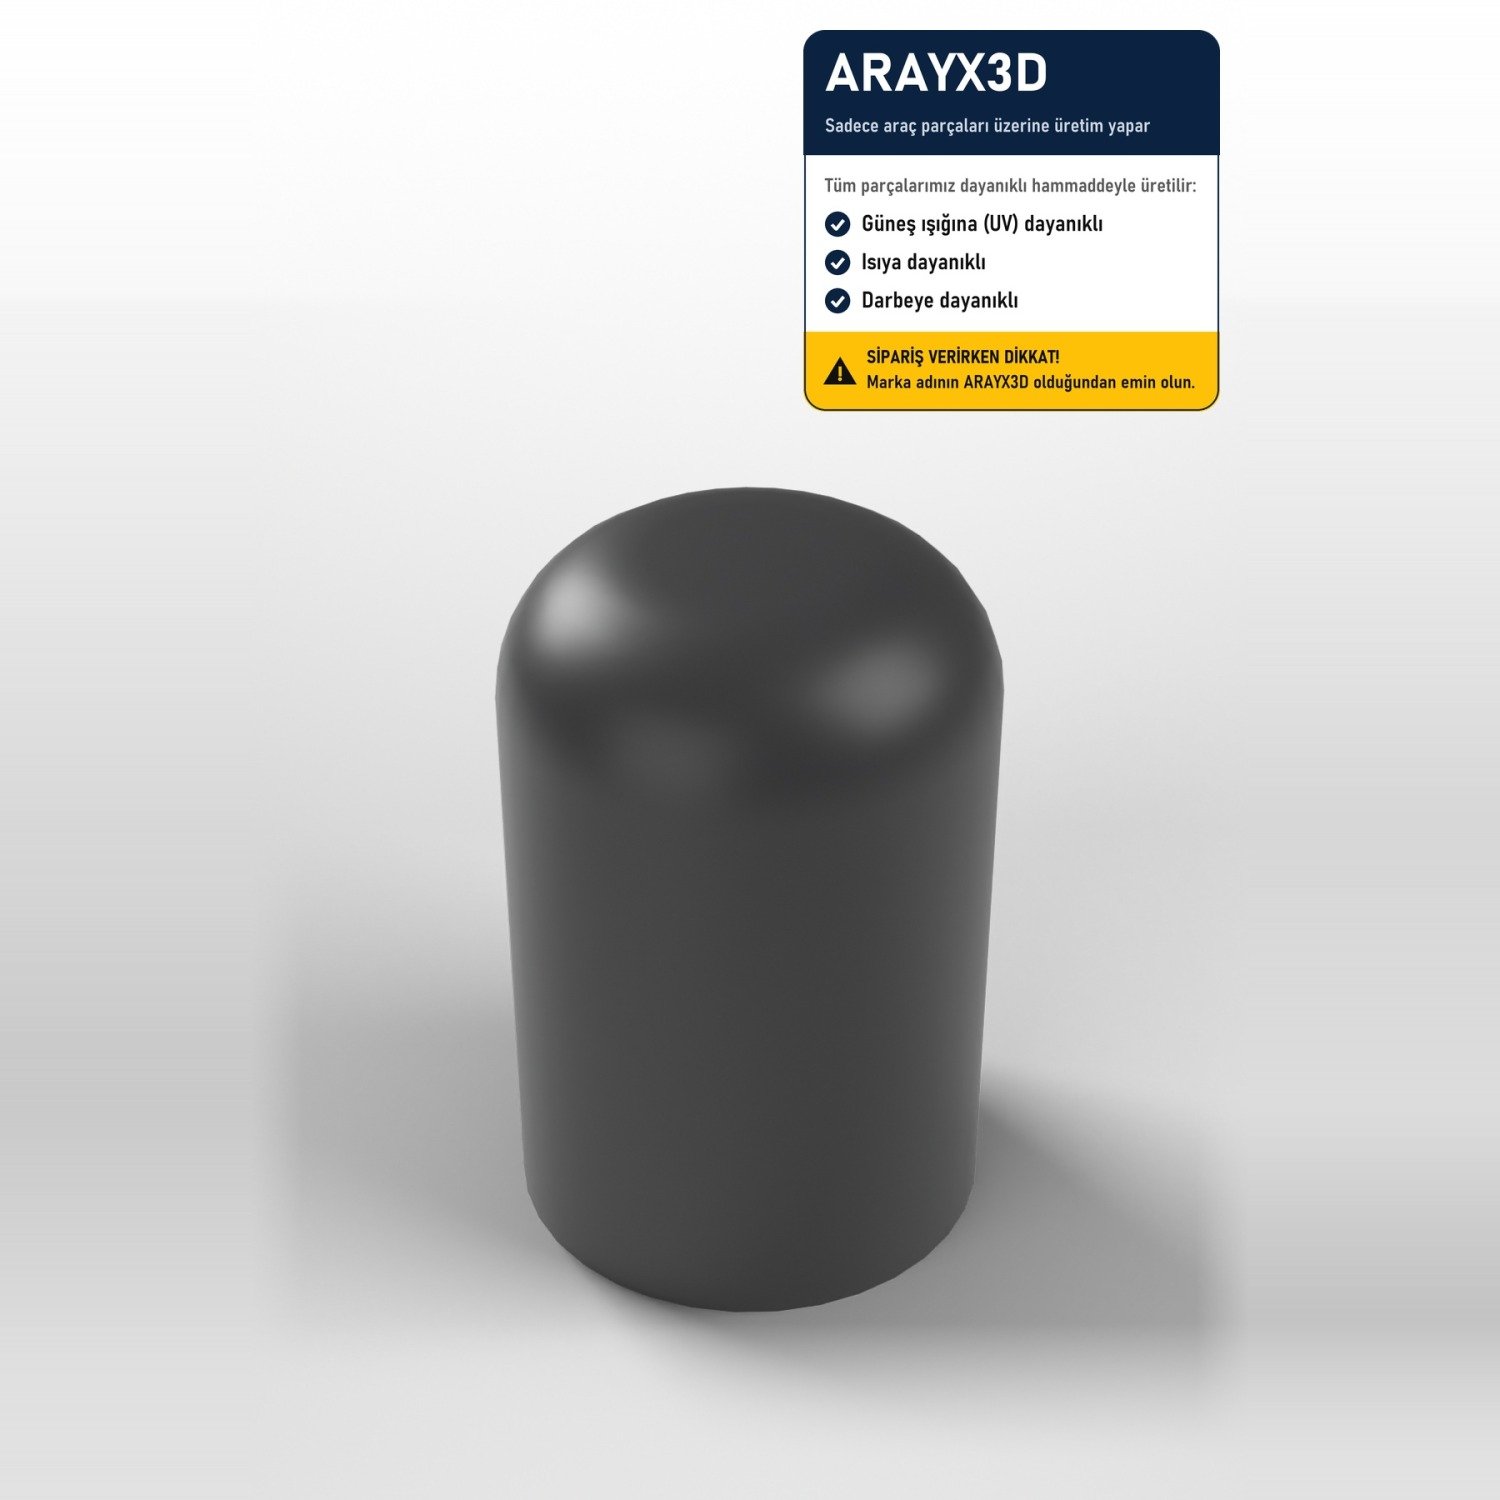 ARAYX3D
Sadece araç parçaları üzerine üretim yapar
Tüm parçalarımız dayanıklı hammaddeyle üretilir:
Güneş ışığına (UV) dayanıklı
Isıya dayanıklı
Darbeye dayanıklı
SİPARİŞ VERİRKEN DİKKAT!
Marka adının ARAYX3D olduğundan emin olun.